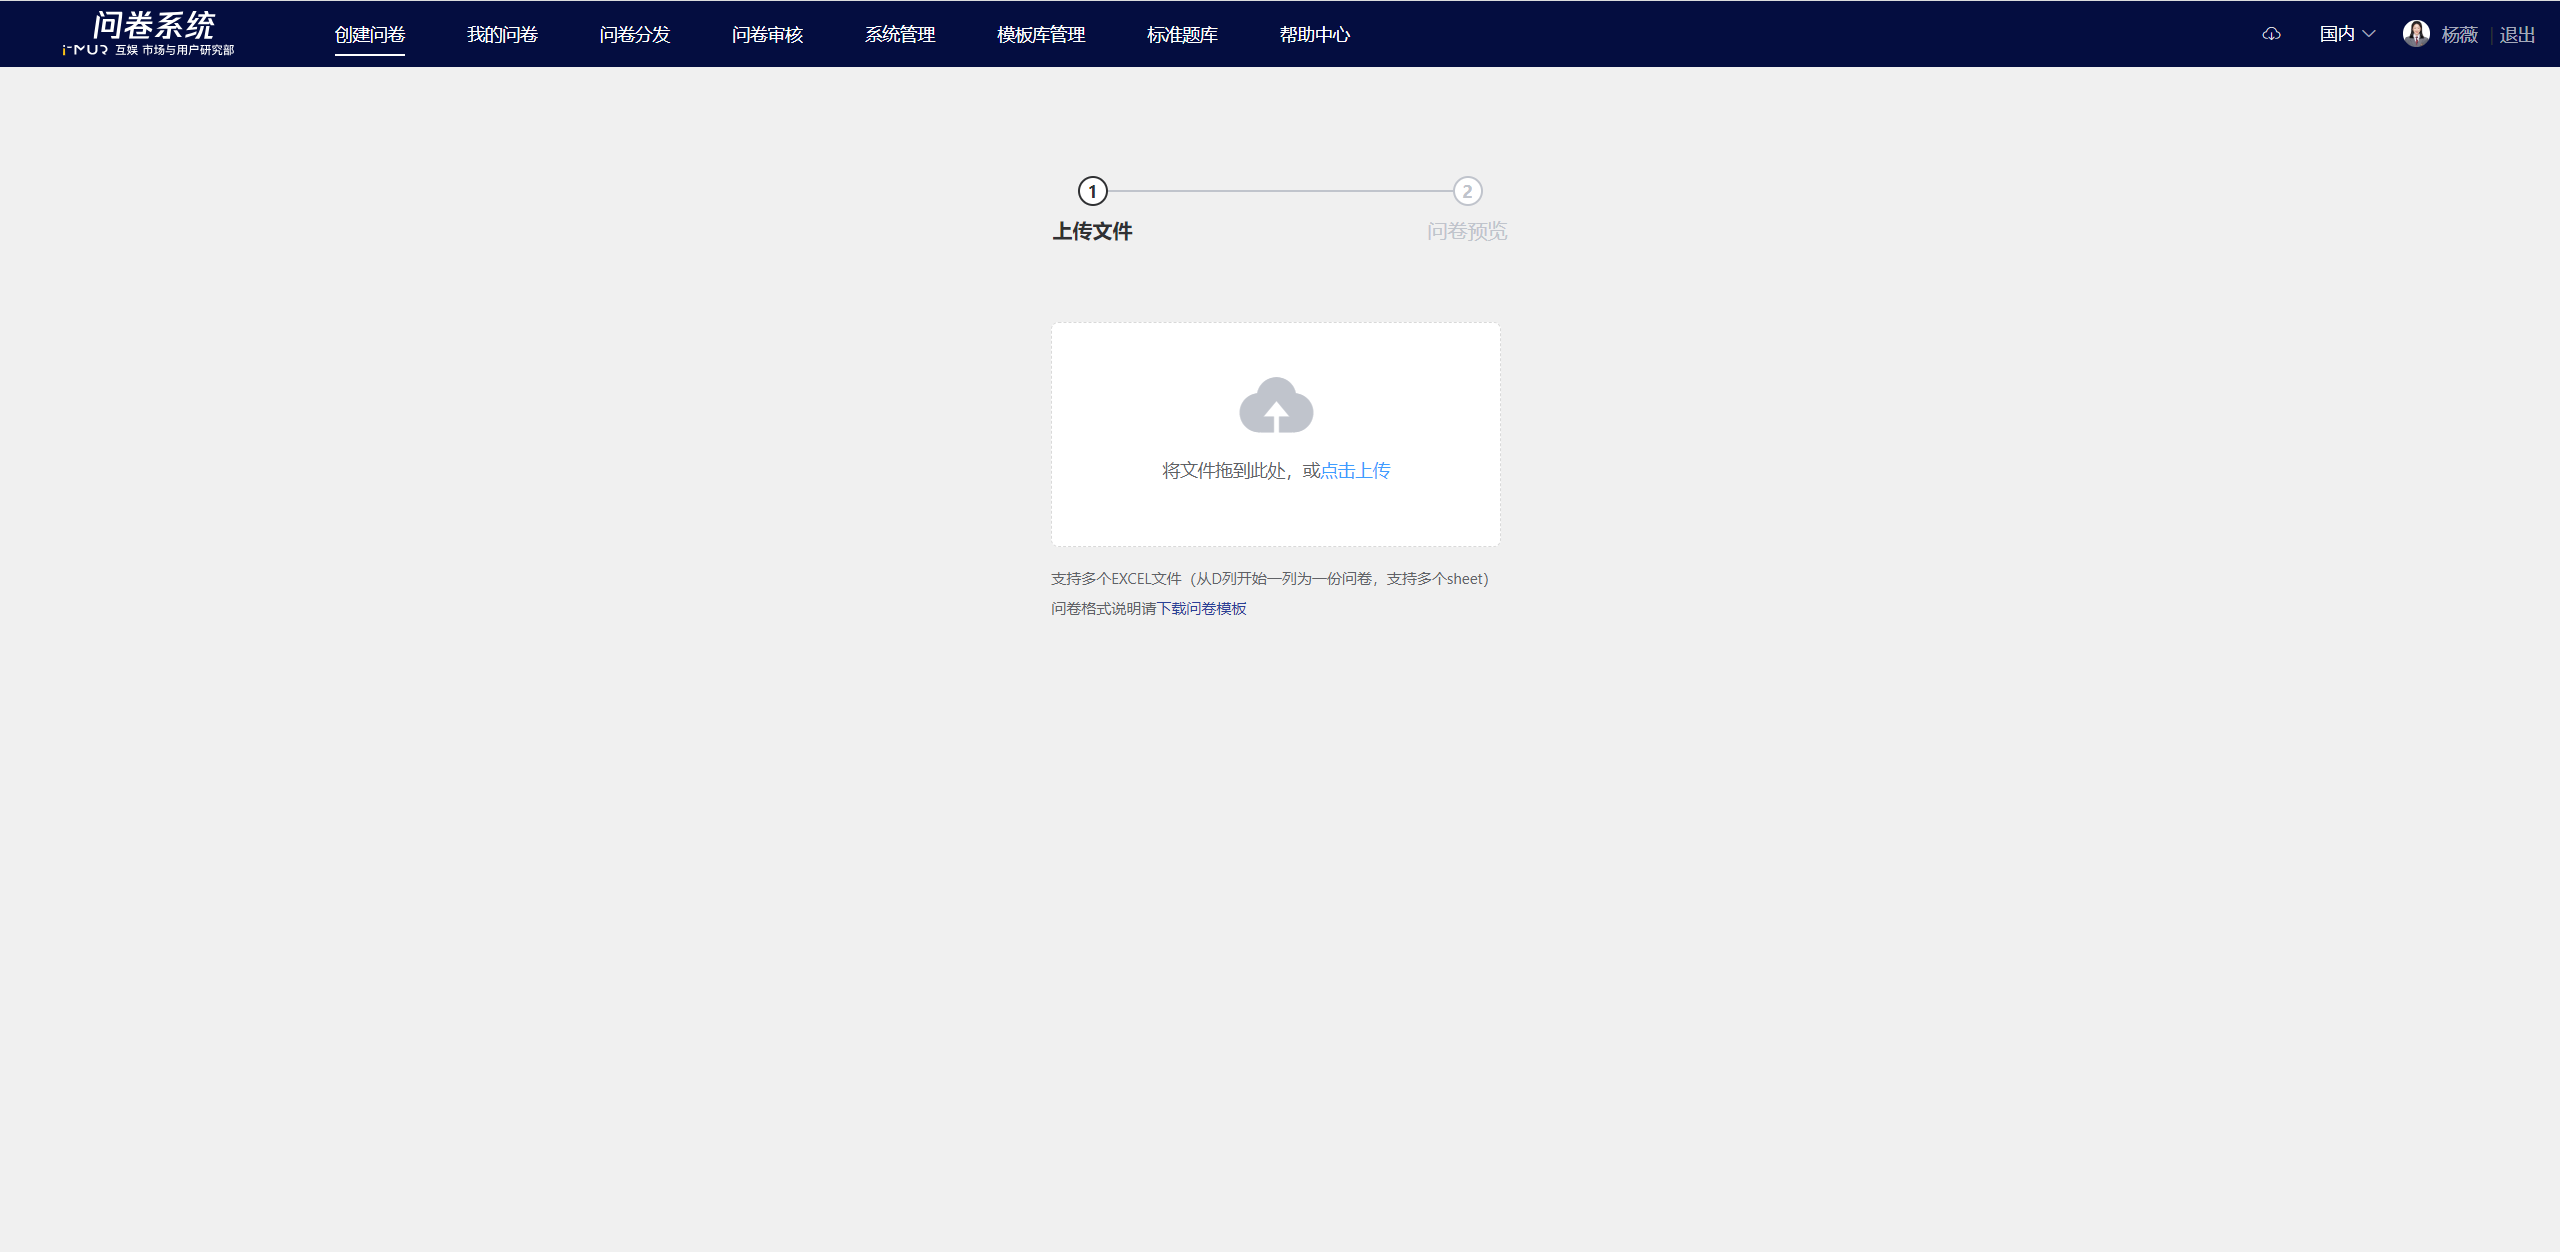 问卷系统
i-MUR 互娱 市场与用户研究部
创建问卷 我的问卷 问卷分发 问卷审核 系统管理 模板库管理 标准题库 帮助中心 国内 杨薇 退出
1 2
上传文件 问卷预览
将文件拖到此处，或点击上传
支持多个EXCEL文件（从D列开始一列为一份问卷，支持多个sheet）
问卷格式说明请下载问卷模板